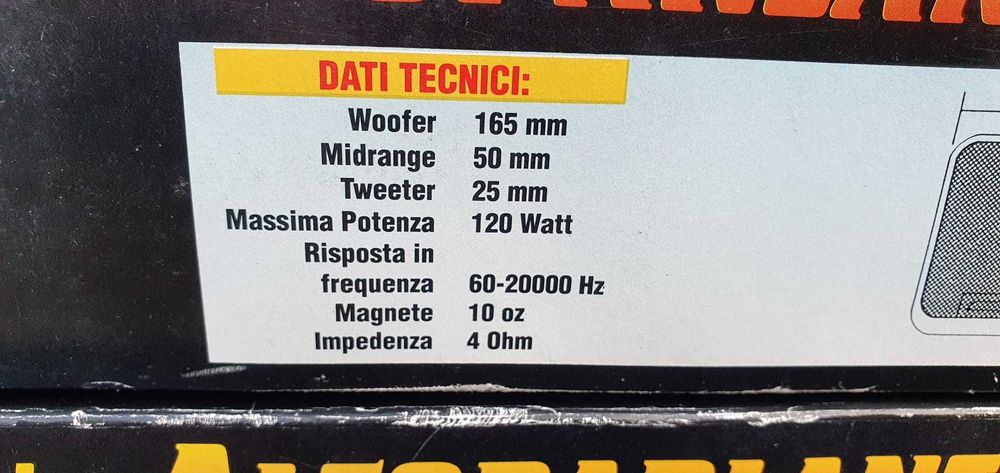 DATI TECNICI:
Woofer 165 mm
Midrange 50 mm
Tweeter 25 mm
Massima Potenza 120 Watt
Risposta in
frequenza 60-20000 Hz
Magnete 10 oz
Impedenza 4 Ohm